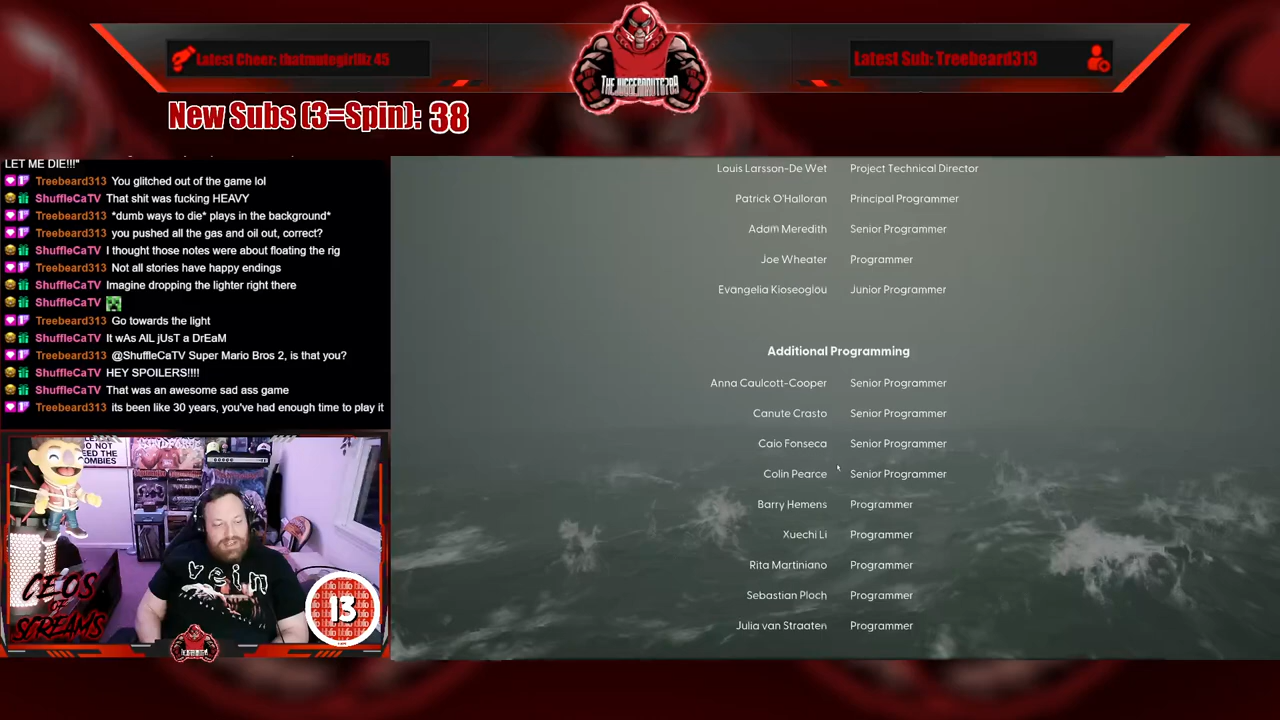 Latest Cheer: thatmutegirlliz 45
THEJUGGERNAUT6789
Latest Sub: Treebeard313
New Subs (3=Spin): 38
LET ME DIE!!!"
Treebeard313 You glitched out of the game lol
ShuffleCaTV That shit was fucking HEAVY
Treebeard313 *dumb ways to die* plays in the background*
Treebeard313 you pushed all the gas and oil out, correct?
ShuffleCaTV I thought those notes were about floating the rig
Treebeard313 Not all stories have happy endings
ShuffleCaTV Imagine dropping the lighter right there
ShuffleCaTV
Treebeard313 Go towards the light
ShuffleCaTV It wAs AlL jUsT a DrEaM
Treebeard313 @ShuffleCaTV Super Mario Bros 2, is that you?
ShuffleCaTV HEY SPOILERS!!!!
ShuffleCaTV That was an awesome sad ass game
Treebeard313 its been like 30 years, you've had enough time to play it
Louis Larsson-De Wet Project Technical Director
Patrick O'Halloran Principal Programmer
Adam Meredith Senior Programmer
Joe Wheater Programmer
Evangelia Kioseoglou Junior Programmer
Additional Programming
Anna Caulcott-Cooper Senior Programmer
Canute Crasto Senior Programmer
Caio Fonseca Senior Programmer
Colin Pearce Senior Programmer
Barry Hemens Programmer
Xuechi Li Programmer
Rita Martiniano Programmer
Sebastian Ploch Programmer
Julia van Straaten Programmer
DO NOT
FEED THE
ZOMBIES
vein
CEOS
OF
SCREAMS
13